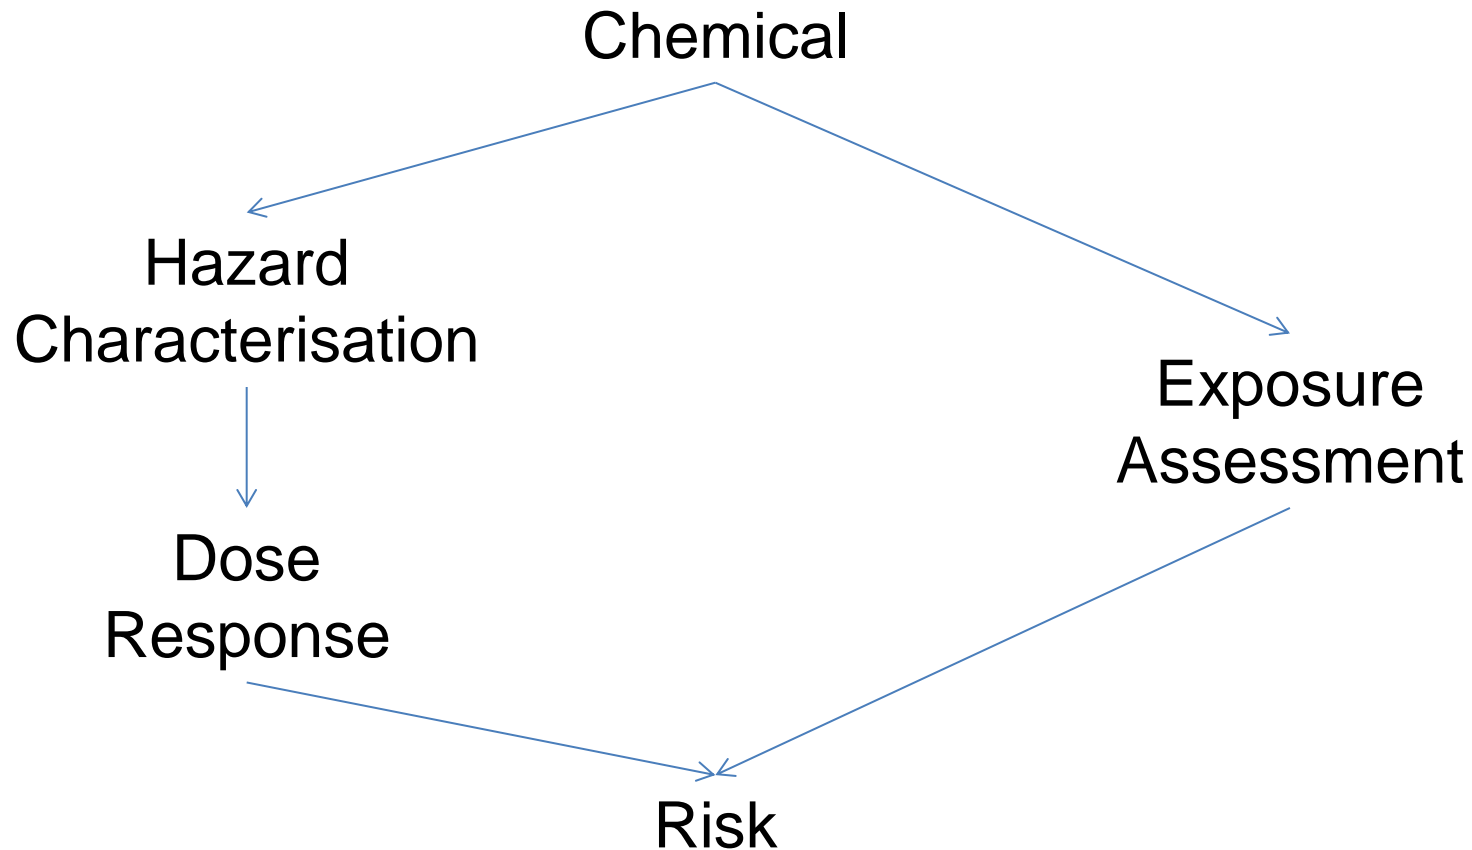 Chemical
Hazard
Characterisation
Exposure
Assessment
Dose
Response
Risk